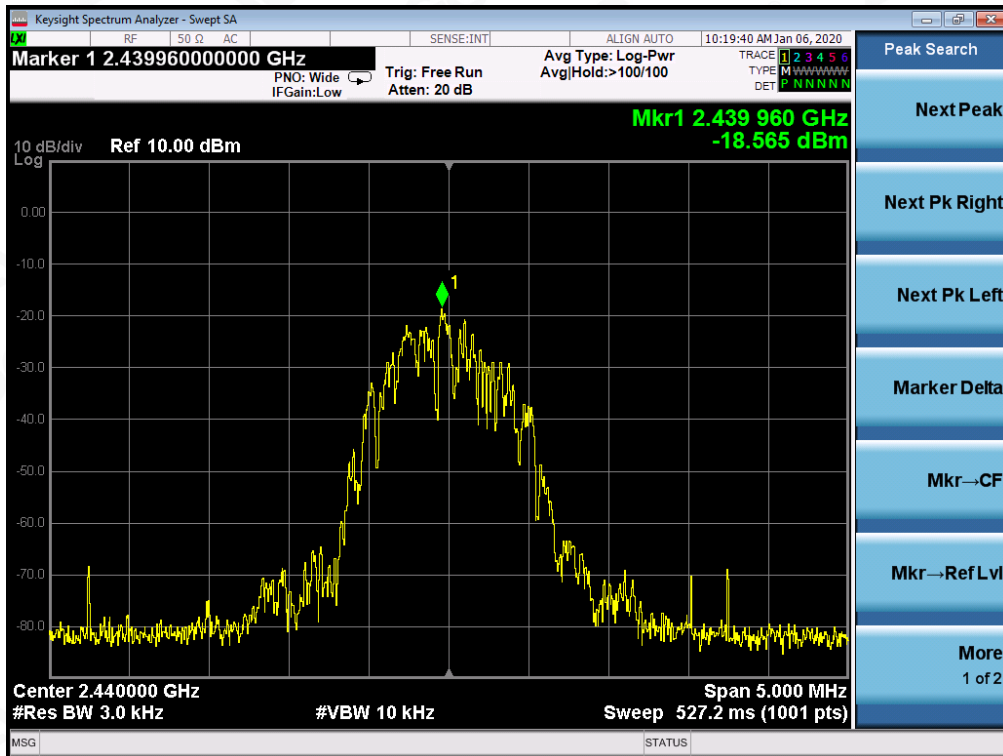 Keysight Spectrum Analyzer - Swept SA
LXI RF 50 Ω AC SENSE:INT ALIGN AUTO 10:19:40 AM Jan 06, 2020
Marker 1 2.439960000000 GHz
PNO: Wide
IFGain:Low
Trig: Free Run
Atten: 20 dB
Avg Type: Log-Pwr
Avg|Hold:>100/100
TRACE 1 2 3 4 5 6
TYPE M W W W W W
DET P N N N N N
Peak Search
Mkr1 2.439 960 GHz
-18.565 dBm
10 dB/div Ref 10.00 dBm
Log
1
0.00
-10.0
-20.0
-30.0
-40.0
-50.0
-60.0
-70.0
-80.0
Center 2.440000 GHz Span 5.000 MHz
#Res BW 3.0 kHz #VBW 10 kHz Sweep 527.2 ms (1001 pts)
MSG STATUS
Next Peak
Next Pk Right
Next Pk Left
Marker Delta
Mkr→CF
Mkr→Ref Lvl
More
1 of 2